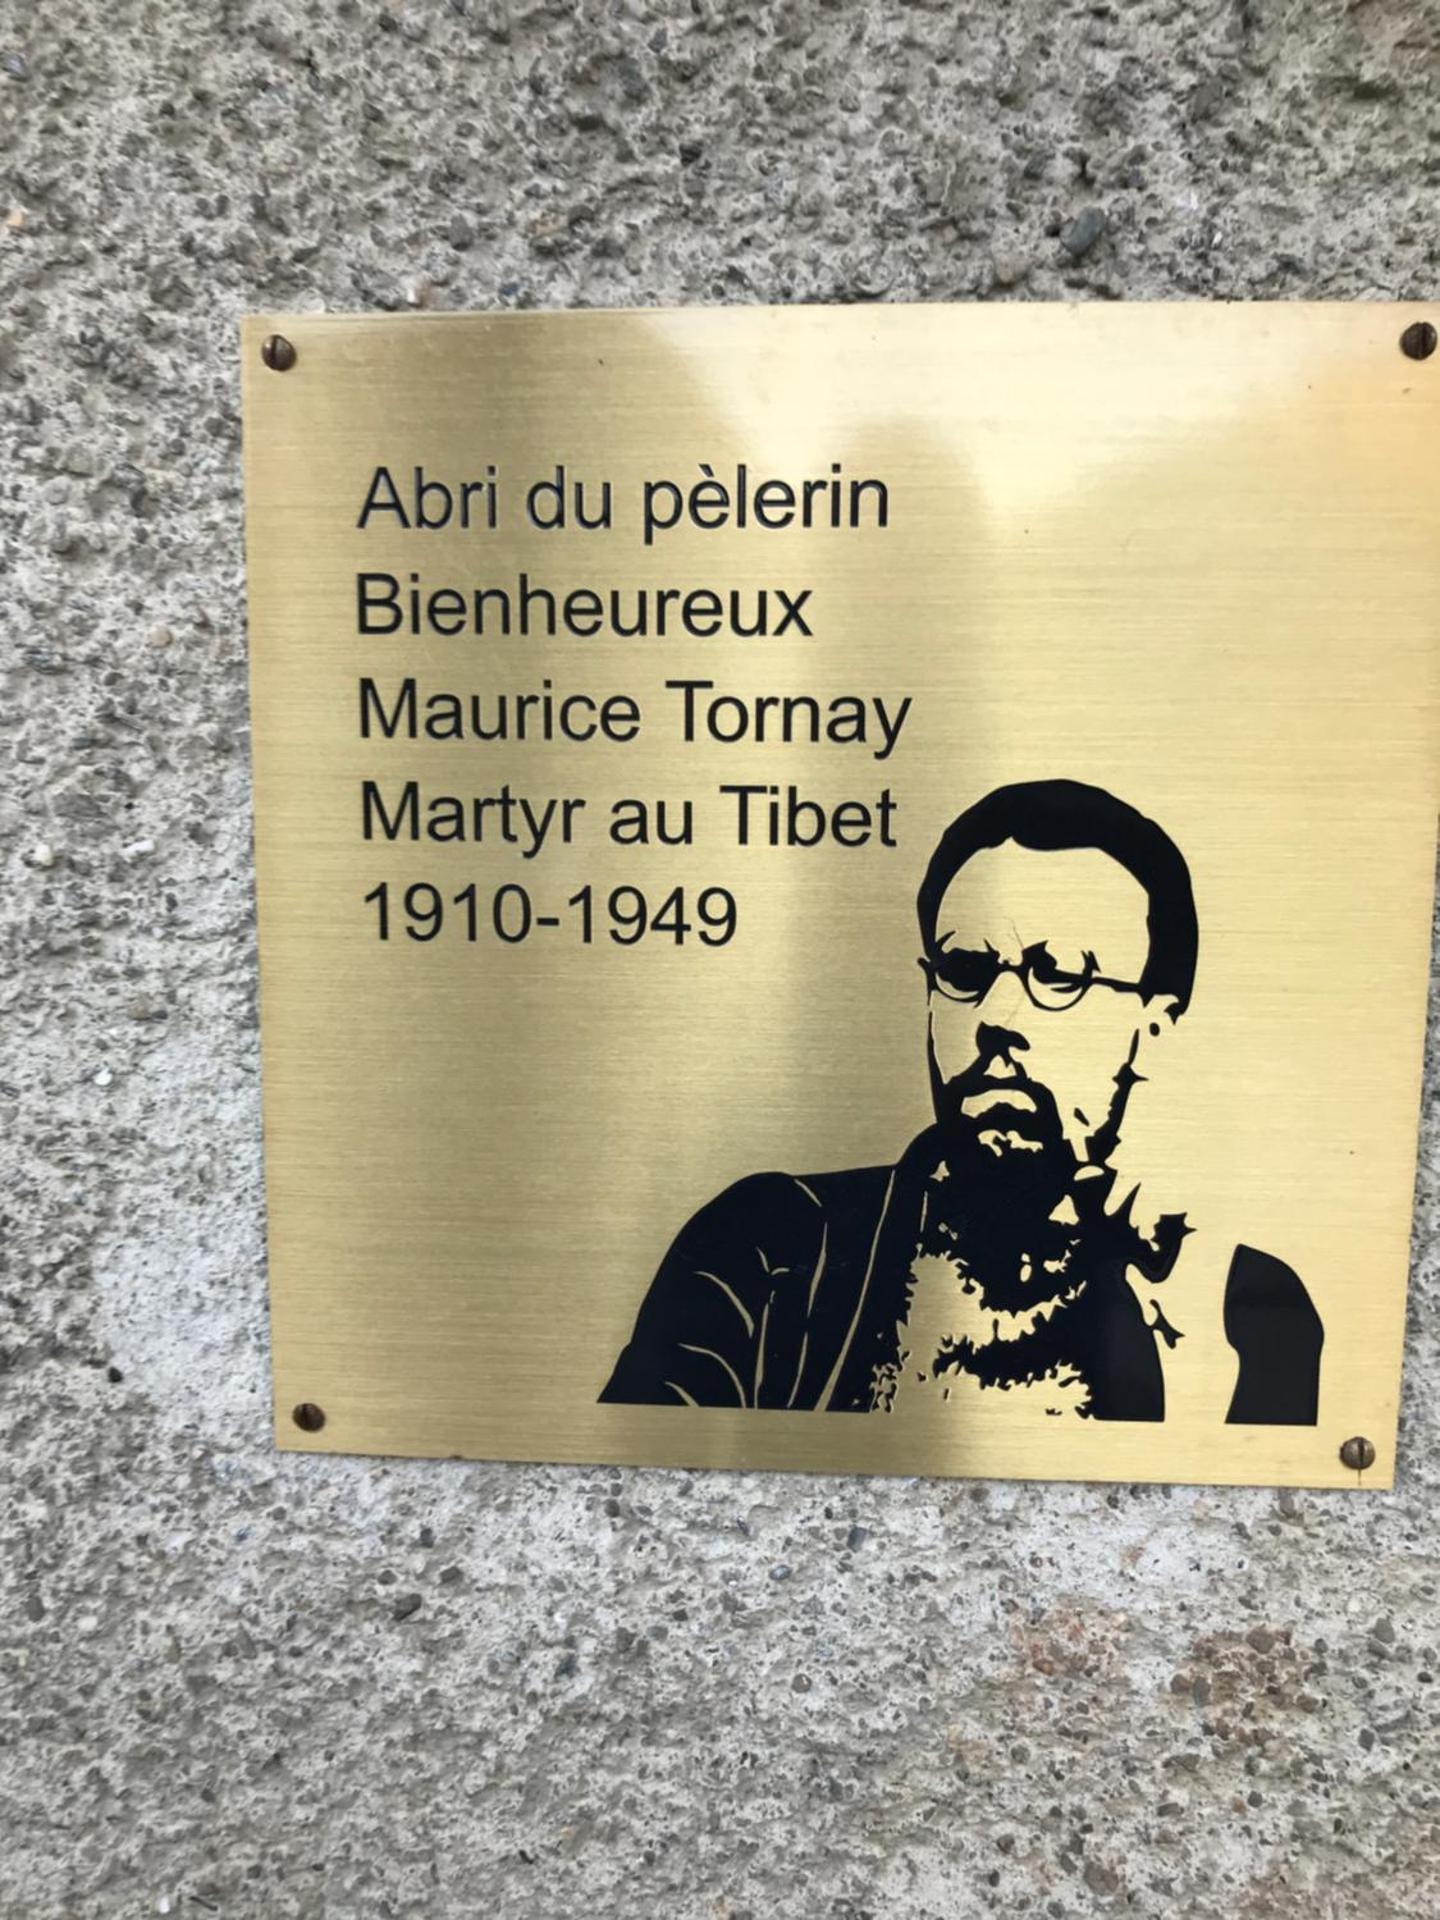 Abri du pèlerin
Bienheureux
Maurice Tornay
Martyr au Tibet
1910-1949